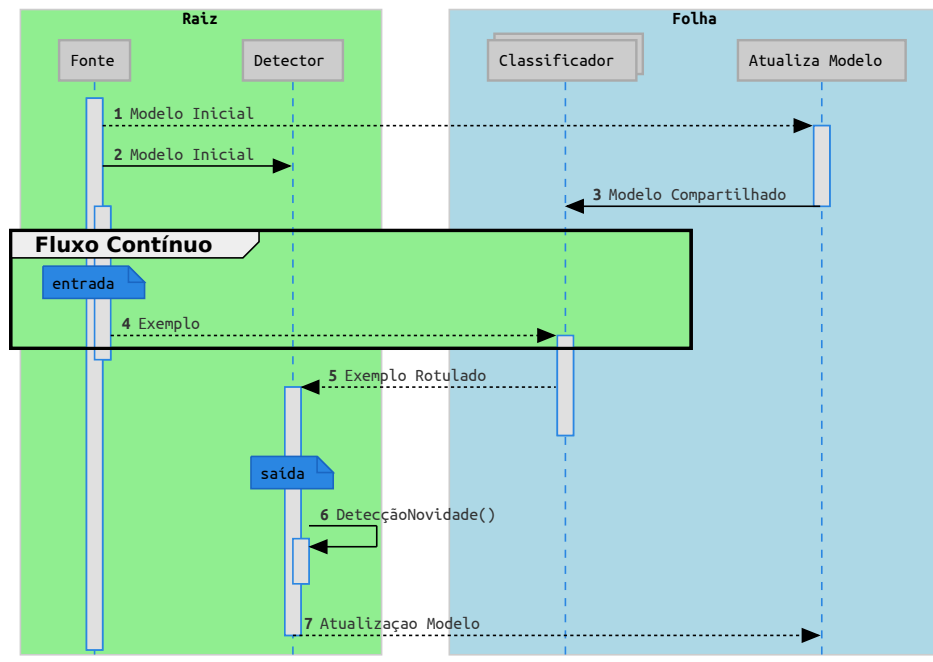 Raiz
Folha
Fonte
Detector
Classificador
Atualiza Modelo
1 Modelo Inicial
2 Modelo Inicial
3 Modelo Compartilhado
Fluxo Contínuo
entrada
4 Exemplo
5 Exemplo Rotulado
saída
6 DetecçãoNovidade()
7 Atualizaçao Modelo